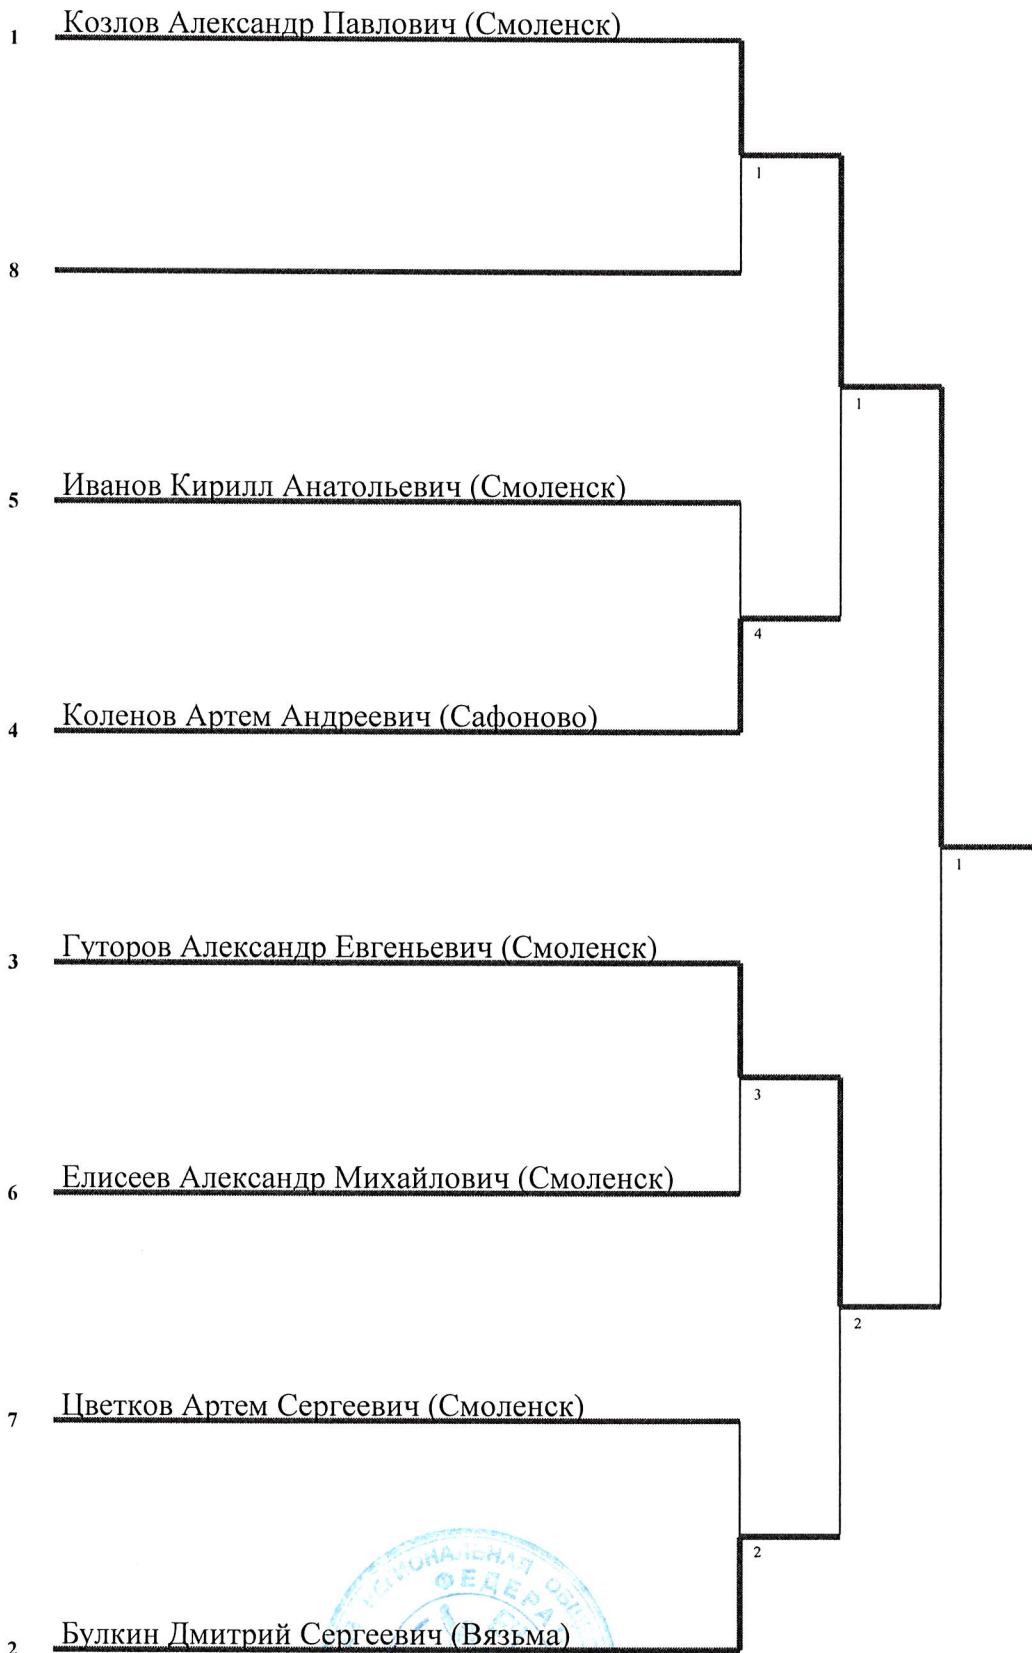 Козлов Александр Павлович (Смоленск)
1
1
8
1
Иванов Кирилл Анатольевич (Смоленск)
5
4
Коленов Артем Андреевич (Сафоново)
4
1
Гуторов Александр Евгеньевич (Смоленск)
3
3
Елисеев Александр Михайлович (Смоленск)
6
2
Цветков Артем Сергеевич (Смоленск)
7
2
РЕГИОНАЛЬНАЯ
Булкин Дмитрий Сергеевич (Вязьма)
2